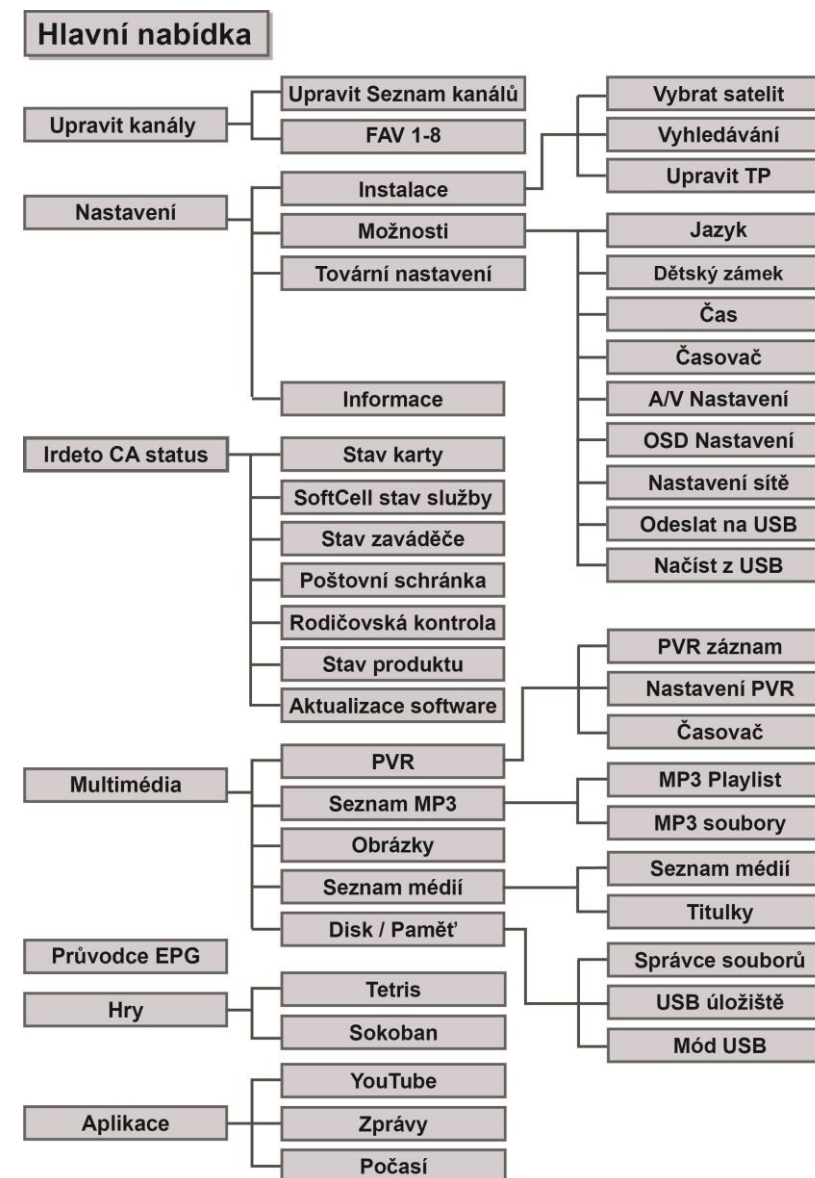 Hlavní nabídka
Upravit kanály
Upravit Seznam kanálů
FAV 1-8
Nastavení
Instalace
Vybrat satelit
Vyhledávání
Upravit TP
Možnosti
Jazyk
Dětský zámek
Čas
Časovač
A/V Nastavení
OSD Nastavení
Nastavení sítě
Odeslat na USB
Načíst z USB
Tovární nastavení
Informace
Irdeto CA status
Stav karty
SoftCell stav služby
Stav zaváděče
Poštovní schránka
Rodičovská kontrola
Stav produktu
Aktualizace software
Multimédia
PVR
PVR záznam
Nastavení PVR
Časovač
Seznam MP3
MP3 Playlist
MP3 soubory
Obrázky
Seznam médií
Seznam médií
Titulky
Disk / Paměť
Správce souborů
USB úložiště
Mód USB
Průvodce EPG
Hry
Tetris
Sokoban
Aplikace
YouTube
Zprávy
Počasí